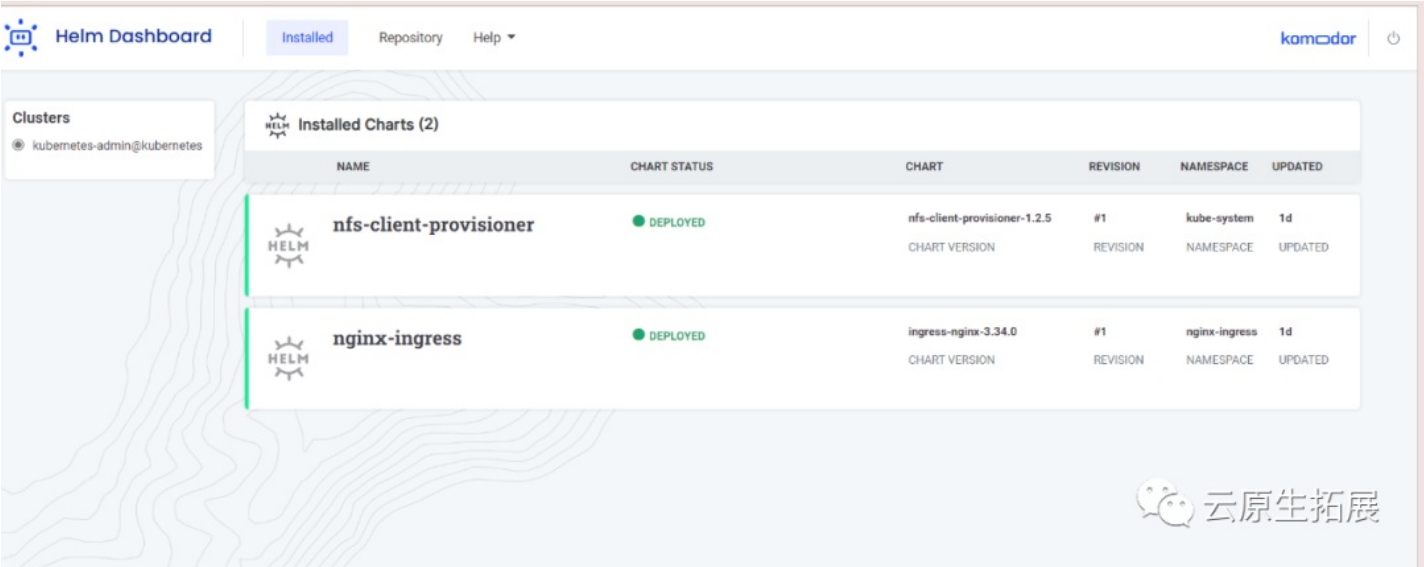 Helm Dashboard Installed Repository Help komodor
Clusters
kubernetes-admin@kubernetes
HELM Installed Charts (2)
NAME CHART STATUS CHART REVISION NAMESPACE UPDATED
HELM
nfs-client-provisioner DEPLOYED nfs-client-provisioner-1.2.5 #1 kube-system 1d
CHART VERSION REVISION NAMESPACE UPDATED
HELM
nginx-ingress DEPLOYED ingress-nginx-3.34.0 #1 nginx-ingress 1d
CHART VERSION REVISION NAMESPACE UPDATED
云原生拓展